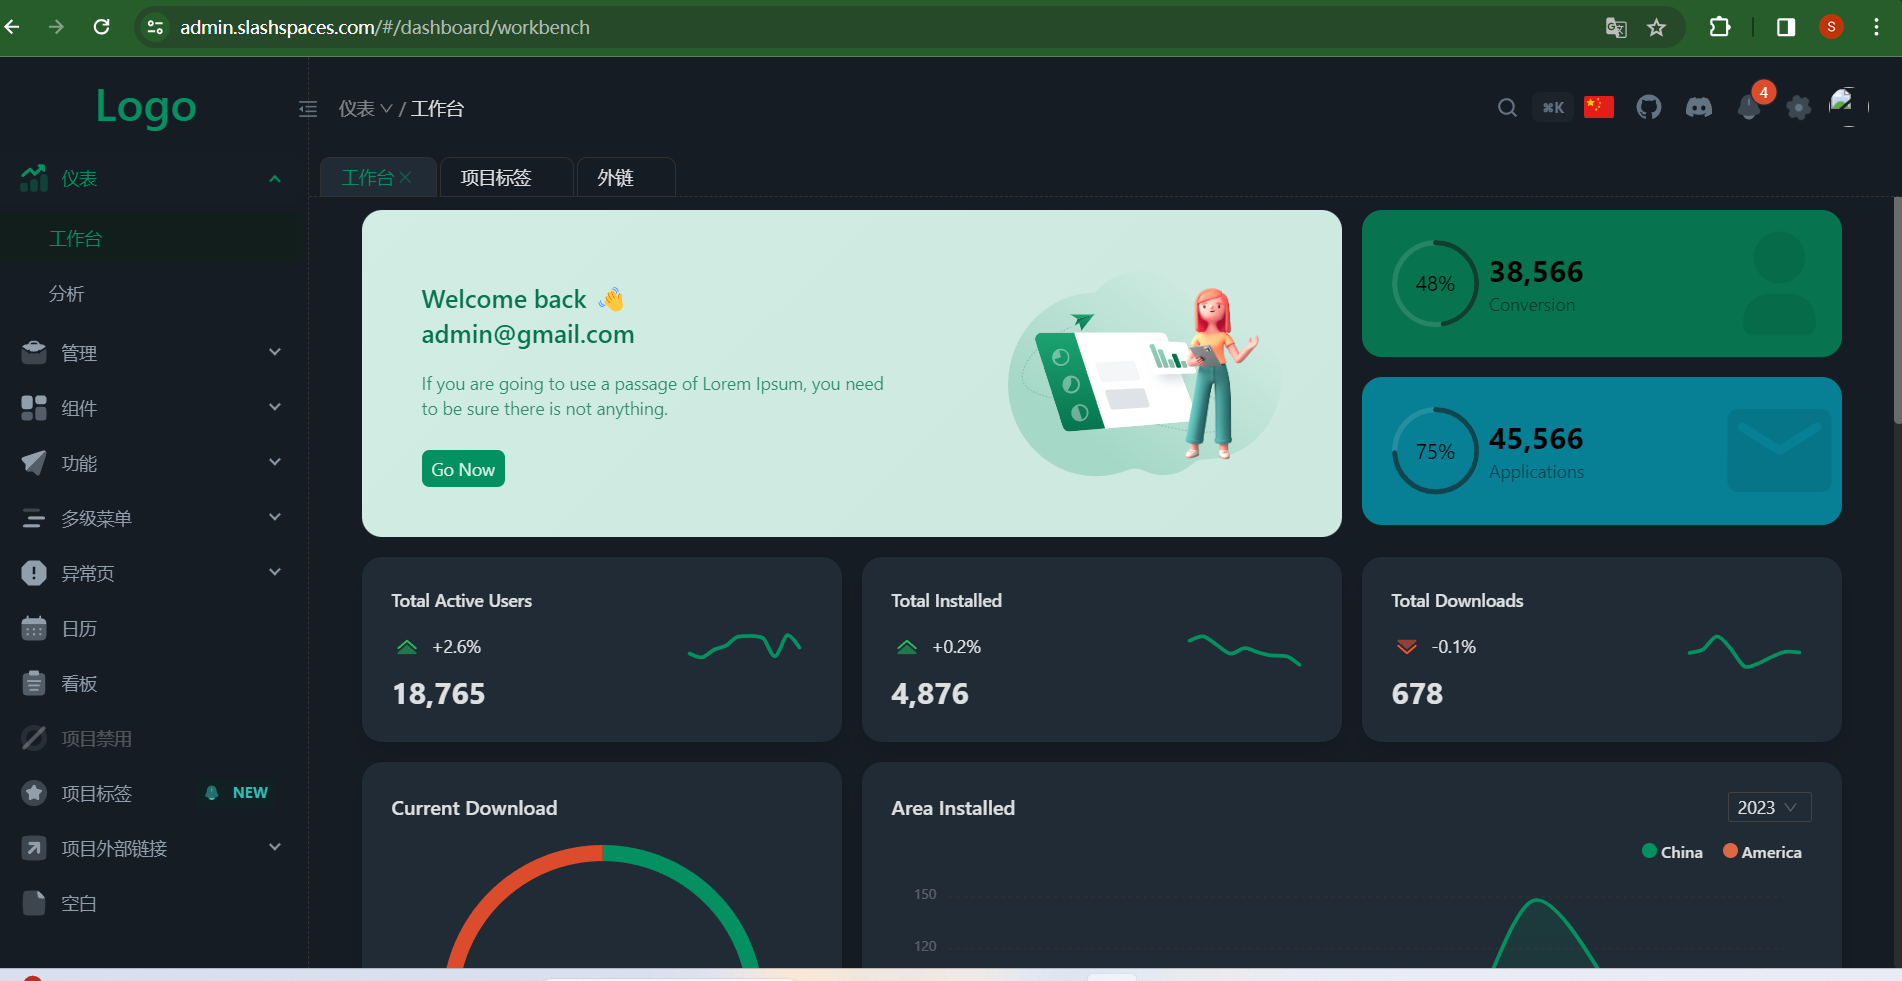 admin.slashspaces.com/#/dashboard/workbench
S
Logo
仪表 / 工作台
⌘K
4
工作台
项目标签
外链
仪表
工作台
分析
管理
组件
功能
多级菜单
异常页
日历
看板
项目禁用
项目标签
NEW
项目外部链接
空白
Welcome back 👋
admin@gmail.com
If you are going to use a passage of Lorem Ipsum, you need
to be sure there is not anything.
Go Now
48%
38,566
Conversion
75%
45,566
Applications
Total Active Users
+2.6%
18,765
Total Installed
+0.2%
4,876
Total Downloads
-0.1%
678
Current Download
Area Installed
2023
China
America
150
120